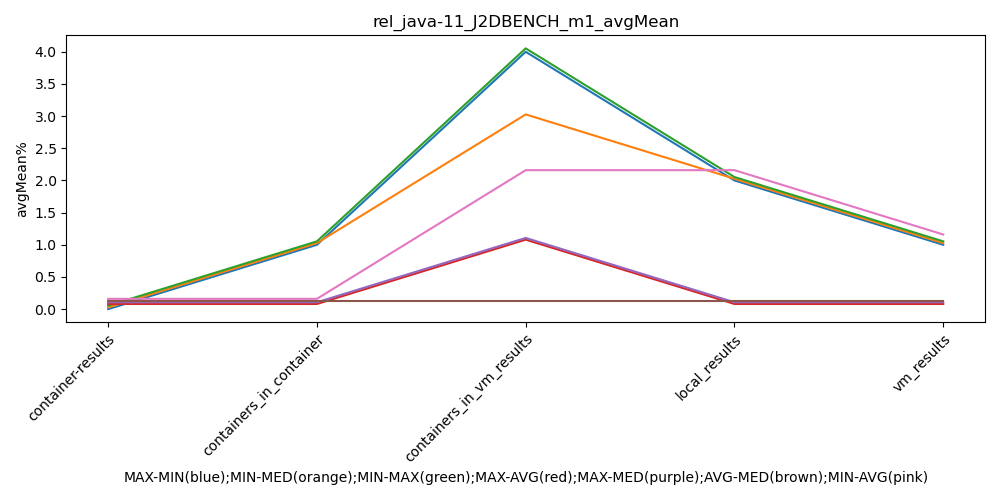 rel_java-11_J2DBENCH_m1_avgMean
avgMean%
4.0
3.5
3.0
2.5
2.0
1.5
1.0
0.5
0.0
container-results
containers_in_container
containers_in_vm_results
local_results
vm_results
MAX-MIN(blue);MIN-MED(orange);MIN-MAX(green);MAX-AVG(red);MAX-MED(purple);AVG-MED(brown);MIN-AVG(pink)